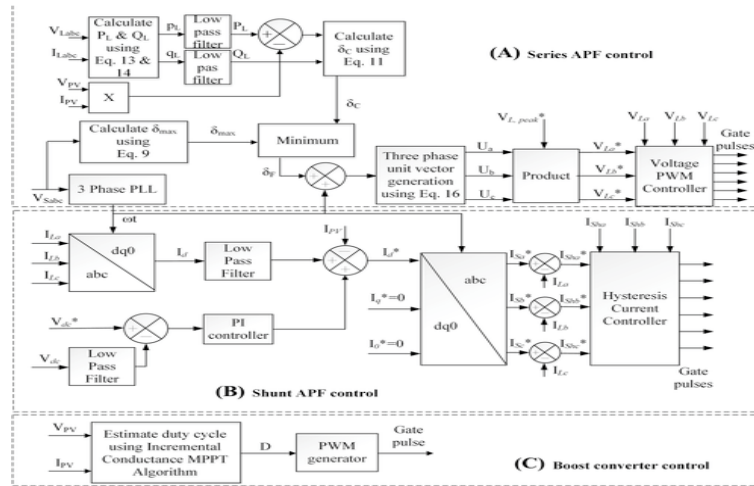 V_Labc
I_Labc
Calculate P_L & Q_L using Eq. 13 & 14
p_L
q_L
Low pass filter
Low pas filter
P_L
Q_L
+
−
Calculate δ_C using Eq. 11
(A) Series APF control
V_PV
I_PV
X
δ_C
Calculate δ_max using Eq. 9
δ_max
Minimum
δ_F
+
+
V_Sabc
3 Phase PLL
ωt
Three phase unit vector generation using Eq. 16
U_a
U_b
U_c
V_L, peak*
Product
V_La*
V_Lb*
V_Lc*
V_La
V_Lb
V_Lc
Voltage PWM Controller
Gate pulses
I_La
I_Lb
I_Lc
dq0
abc
I_d
Low Pass Filter
I_PV
I_d*
I_q*=0
I_0*=0
abc
dq0
I_Sa*
I_Sb*
I_Sc*
I_La
I_Lb
I_Lc
I_Sha*
I_Shb*
I_Shc*
I_Sha
I_Shb
I_Shc
Hysteresis Current Controller
Gate pulses
V_dc*
V_dc
Low Pass Filter
PI controller
(B) Shunt APF control
V_PV
I_PV
Estimate duty cycle using Incremental Conductance MPPT Algorithm
D
PWM generator
Gate pulse
(C) Boost converter control